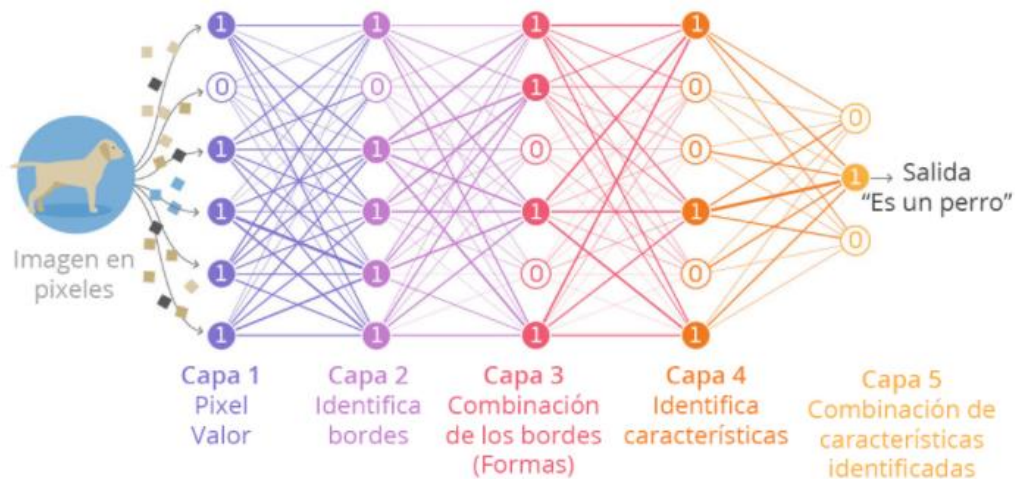 1 1 1 1
0 0 1 0
0
1 1 0 0
1 → Salida
“Es un perro”
1 1 1 1
0
1 1 0 0
1 1 1 1
Imagen en
pixeles
Capa 1
Pixel
Valor
Capa 2
Identifica
bordes
Capa 3
Combinación
de los bordes
(Formas)
Capa 4
Identifica
características
Capa 5
Combinación de
características
identificadas